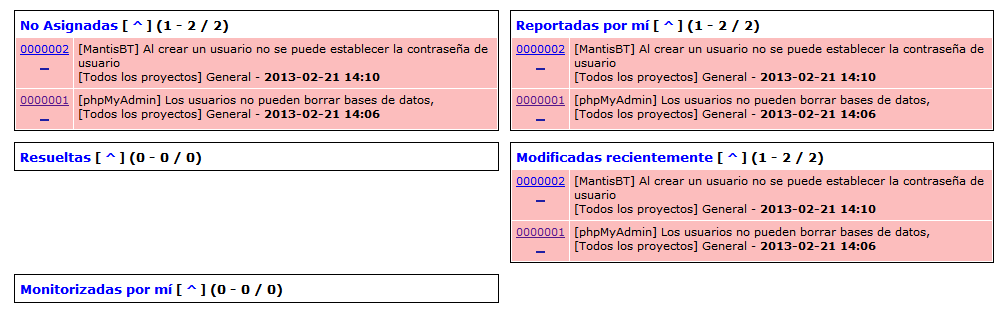 No Asignadas [ ^ ] (1 - 2 / 2)
0000002 [MantisBT] Al crear un usuario no se puede establecer la contraseña de
usuario
[Todos los proyectos] General - 2013-02-21 14:10
0000001 [phpMyAdmin] Los usuarios no pueden borrar bases de datos,
[Todos los proyectos] General - 2013-02-21 14:06
Reportadas por mí [ ^ ] (1 - 2 / 2)
0000002 [MantisBT] Al crear un usuario no se puede establecer la contraseña de
usuario
[Todos los proyectos] General - 2013-02-21 14:10
0000001 [phpMyAdmin] Los usuarios no pueden borrar bases de datos,
[Todos los proyectos] General - 2013-02-21 14:06
Resueltas [ ^ ] (0 - 0 / 0)
Modificadas recientemente [ ^ ] (1 - 2 / 2)
0000002 [MantisBT] Al crear un usuario no se puede establecer la contraseña de
usuario
[Todos los proyectos] General - 2013-02-21 14:10
0000001 [phpMyAdmin] Los usuarios no pueden borrar bases de datos,
[Todos los proyectos] General - 2013-02-21 14:06
Monitorizadas por mí [ ^ ] (0 - 0 / 0)